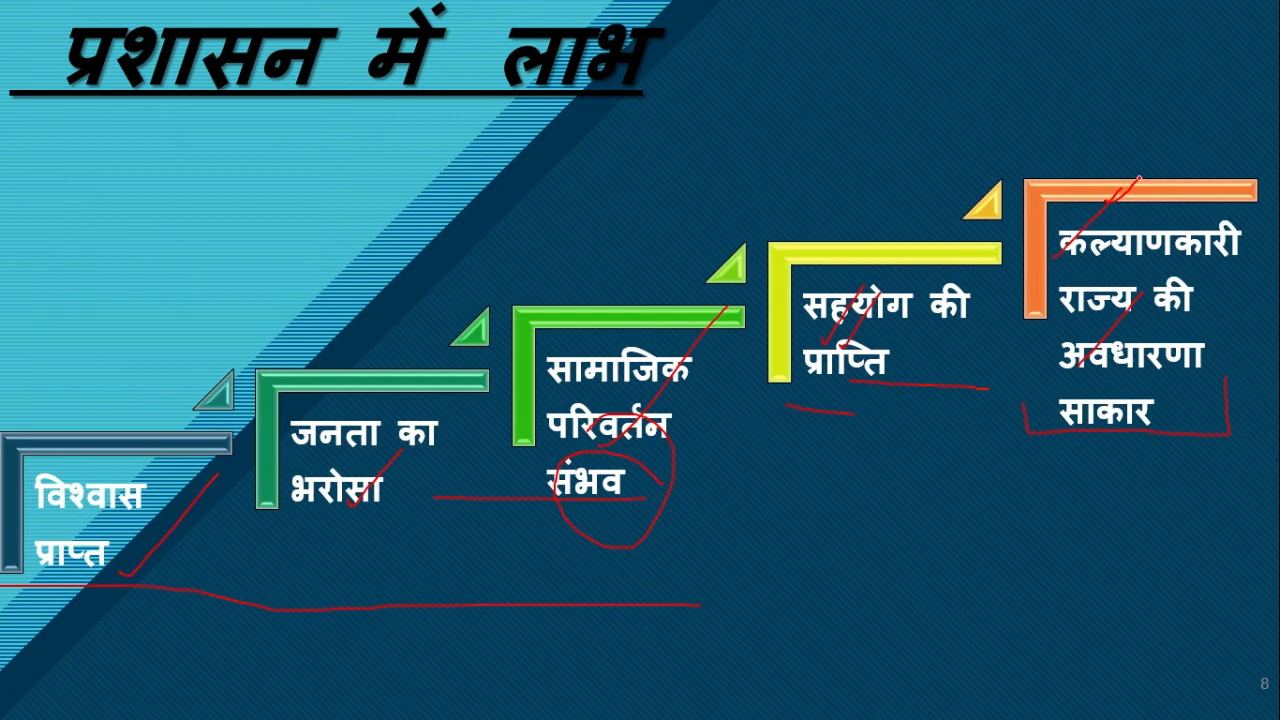 प्रशासन में लाभ
विश्वास
प्राप्त
जनता का
भरोसा
सामाजिक
परिवर्तन
संभव
सहयोग की
प्राप्ति
कल्याणकारी
राज्य की
अवधारणा
साकार
8